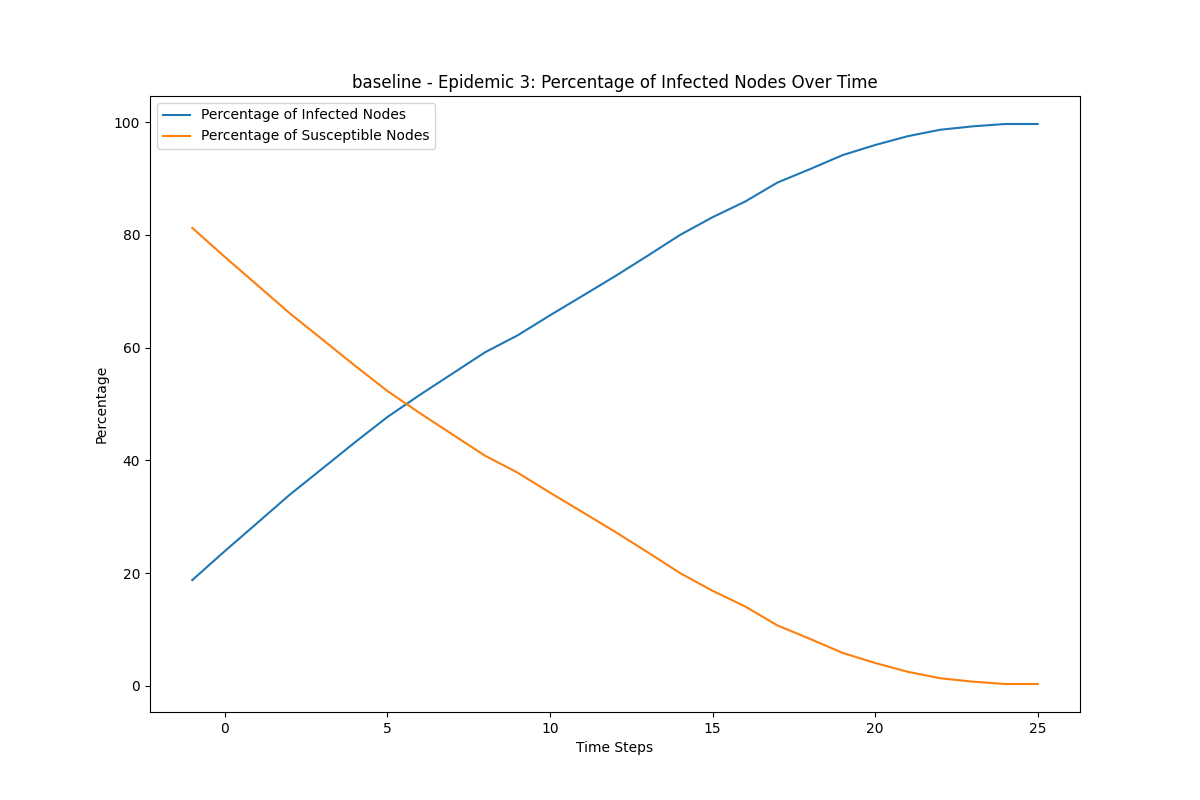 baseline - Epidemic 3: Percentage of Infected Nodes Over Time
Percentage of Infected Nodes
Percentage of Susceptible Nodes
100
80
60
40
20
0
Percentage
0 5 10 15 20 25
Time Steps